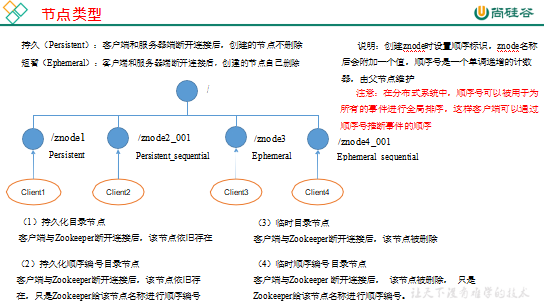 节点类型
尚硅谷
持久（Persistent）：客户端和服务器端断开连接后，创建的节点不删除
短暂（Ephemeral）：客户端和服务器端断开连接后，创建的节点自己删除
说明：创建znode时设置顺序标识，znode名称
后会附加一个值，顺序号是一个单调递增的计数
器，由父节点维护
注意：在分布式系统中，顺序号可以被用于为
所有的事件进行全局排序，这样客户端可以通过
顺序号推断事件的顺序
/
/znode1
Persistent
/znode2_001
Persistent_sequential
/znode3
Ephemeral
/znode4_001
Ephemeral_sequential
Client1
Client2
Client3
Client4
（1）持久化目录节点
客户端与Zookeeper断开连接后，该节点依旧存在
（2）持久化顺序编号目录节点
客户端与Zookeeper断开连接后，该节点依旧存
在，只是Zookeeper给该节点名称进行顺序编号
（3）临时目录节点
客户端与Zookeeper断开连接后，该节点被删除
（4）临时顺序编号目录节点
客户端与 Zookeeper 断开连接后， 该节点被删除， 只是
Zookeeper给该节点名称进行顺序编号。
让天下没有难学的技术